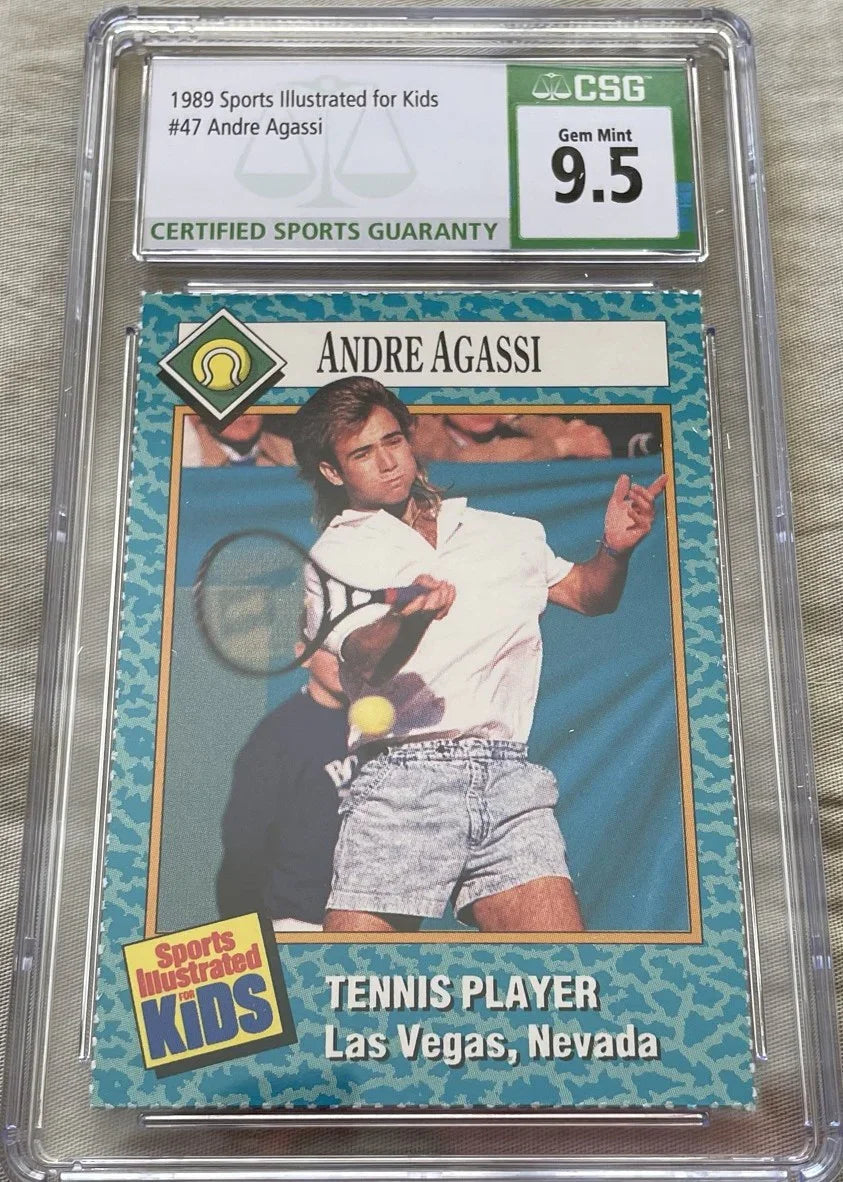 1989 Sports Illustrated for Kids
#47 Andre Agassi
CERTIFIED SPORTS GUARANTY
CSG™
Gem Mint
9.5
ANDRE AGASSI
Sports
Illustrated
FOR
KIDS
TENNIS PLAYER
Las Vegas, Nevada